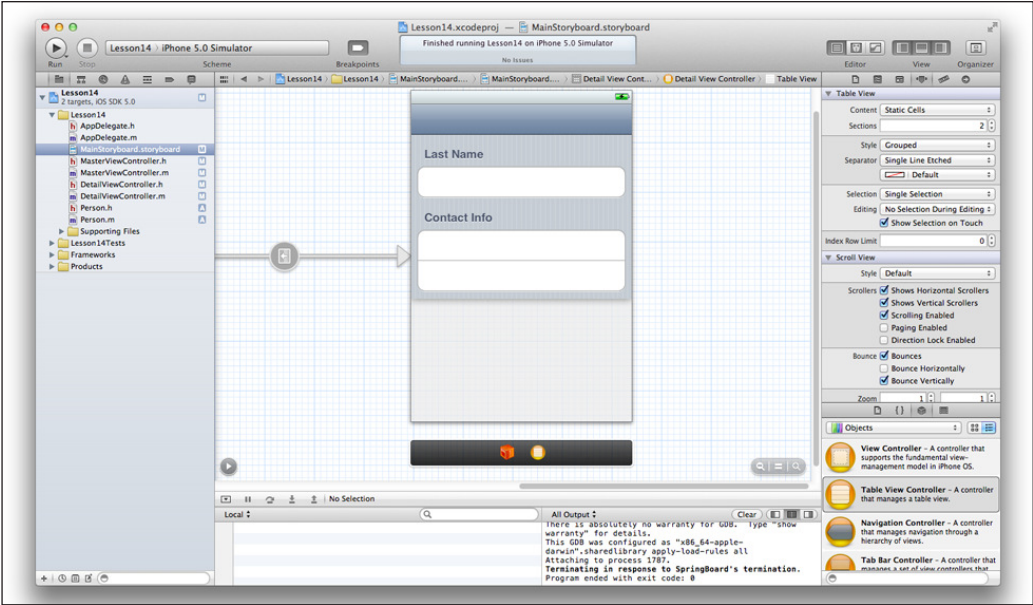 Lesson14.xcodeproj — MainStoryboard.storyboard
Run
Stop
Lesson14 › iPhone 5.0 Simulator
Scheme
Breakpoints
Finished running Lesson14 on iPhone 5.0 Simulator
No Issues
Editor
View
Organizer
Lesson14 › Lesson14 › MainStoryboard.... › MainStoryboard.... › Detail View Cont... › Detail View Controller › Table View
Lesson14
2 targets, iOS SDK 5.0
Lesson14
AppDelegate.h
AppDelegate.m
MainStoryboard.storyboard M
MasterViewController.h
MasterViewController.m
DetailViewController.h
DetailViewController.m
Person.h A
Person.m A
Supporting Files
Lesson14Tests
Frameworks
Products
Last Name
Contact Info
Table View
Content Static Cells
Sections 2
Style Grouped
Separator Single Line Etched
Default
Selection Single Selection
Editing No Selection During Editing
Show Selection on Touch
Index Row Limit 0
Scroll View
Style Default
Scrollers Shows Horizontal Scrollers
Shows Vertical Scrollers
Scrolling Enabled
Paging Enabled
Direction Lock Enabled
Bounce Bounces
Bounce Horizontally
Bounce Vertically
Zoom 1 1
Objects
View Controller – A controller that
supports the fundamental view-
management model in iPhone OS.
Table View Controller – A controller
that manages a table view.
Navigation Controller – A controller
that manages navigation through a
hierarchy of views.
Tab Bar Controller – A controller that
manages a set of view controllers that
No Selection
Local
All Output
Clear
There is absolutely no warranty for GDB. Type "show
warranty" for details.
This GDB was configured as "x86_64-apple-
darwin".sharedlibrary apply-load-rules all
Attaching to process 1787.
Terminating in response to SpringBoard's termination.
Program ended with exit code: 0